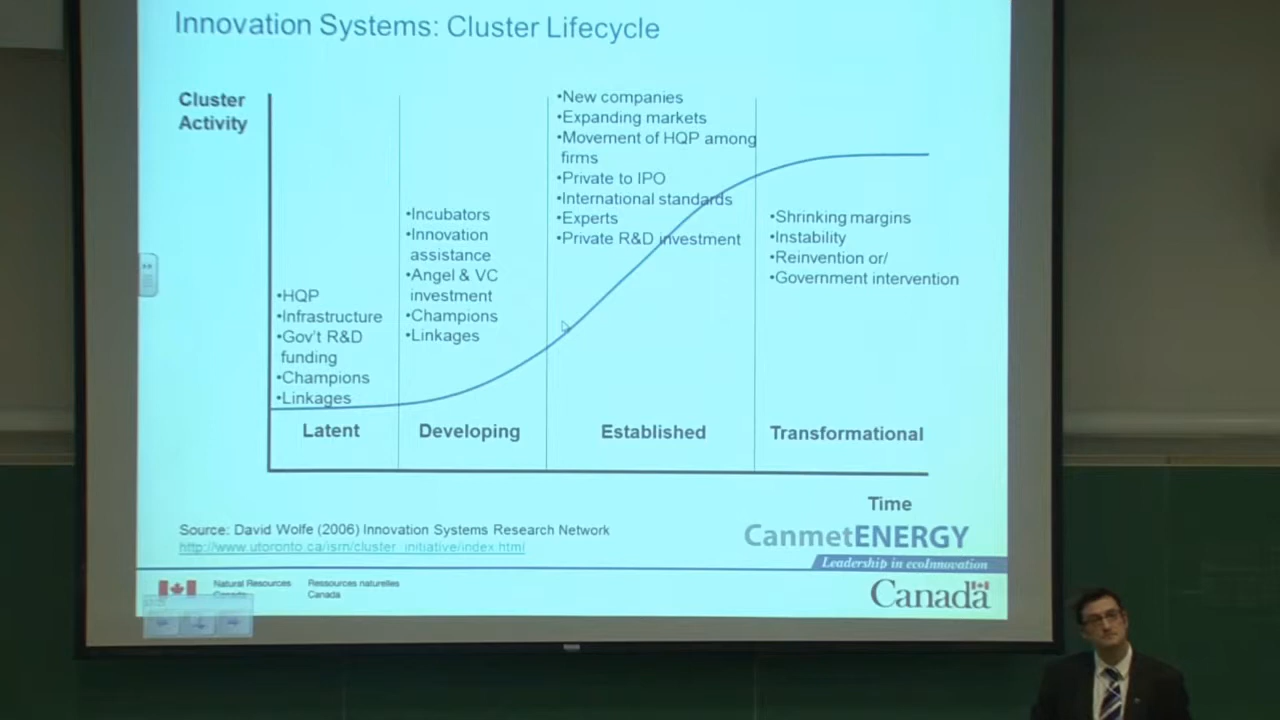 Innovation Systems: Cluster Lifecycle
Cluster
Activity
•HQP
•Infrastructure
•Gov't R&D
funding
•Champions
•Linkages
Latent
•Incubators
•Innovation
assistance
•Angel & VC
investment
•Champions
•Linkages
Developing
•New companies
•Expanding markets
•Movement of HQP among
firms
•Private to IPO
•International standards
•Experts
•Private R&D investment
Established
•Shrinking margins
•Instability
•Reinvention or/
•Government intervention
Transformational
Time
Source: David Wolfe (2006) Innovation Systems Research Network
http://www.utoronto.ca/isrn/cluster_initiative/index.html
CanmetENERGY
Leadership in ecoInnovation
Natural Resources
Canada
Ressources naturelles
Canada
Canada